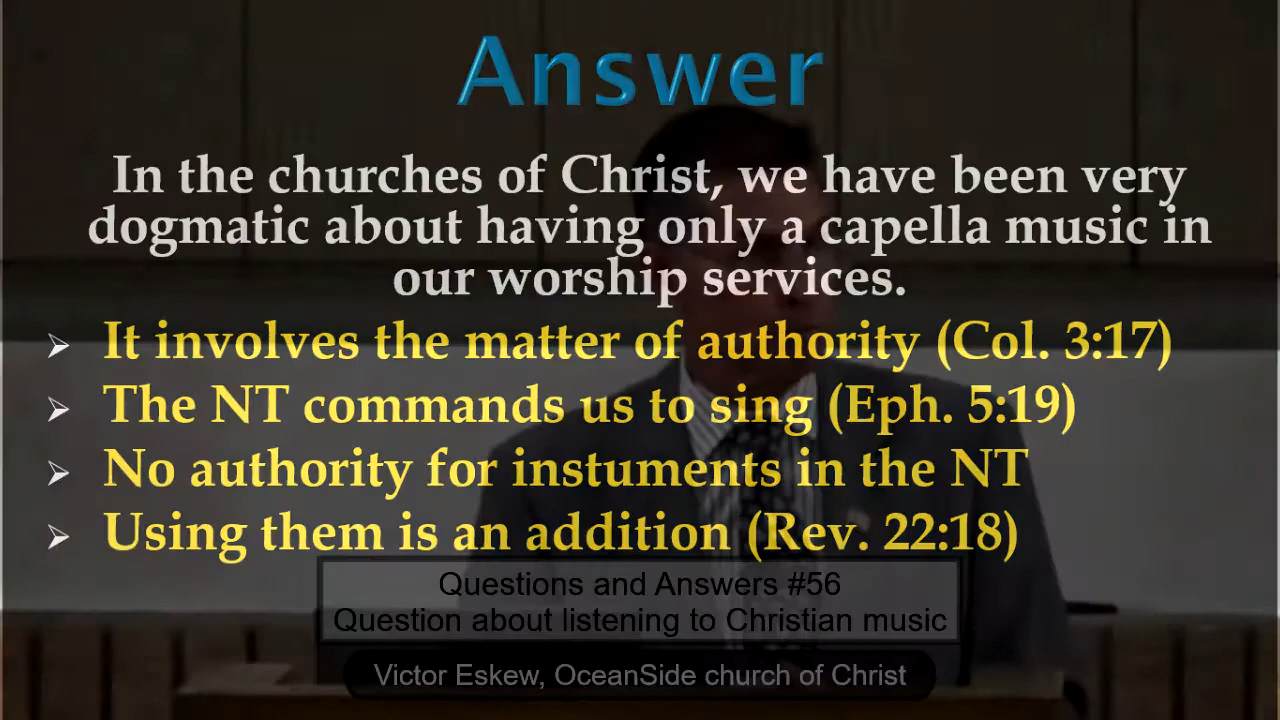 Answer
In the churches of Christ, we have been very
dogmatic about having only a capella music in
our worship services.
➢ It involves the matter of authority (Col. 3:17)
➢ The NT commands us to sing (Eph. 5:19)
➢ No authority for instuments in the NT
➢ Using them is an addition (Rev. 22:18)
Questions and Answers #56
Question about listening to Christian music
Victor Eskew, OceanSide church of Christ